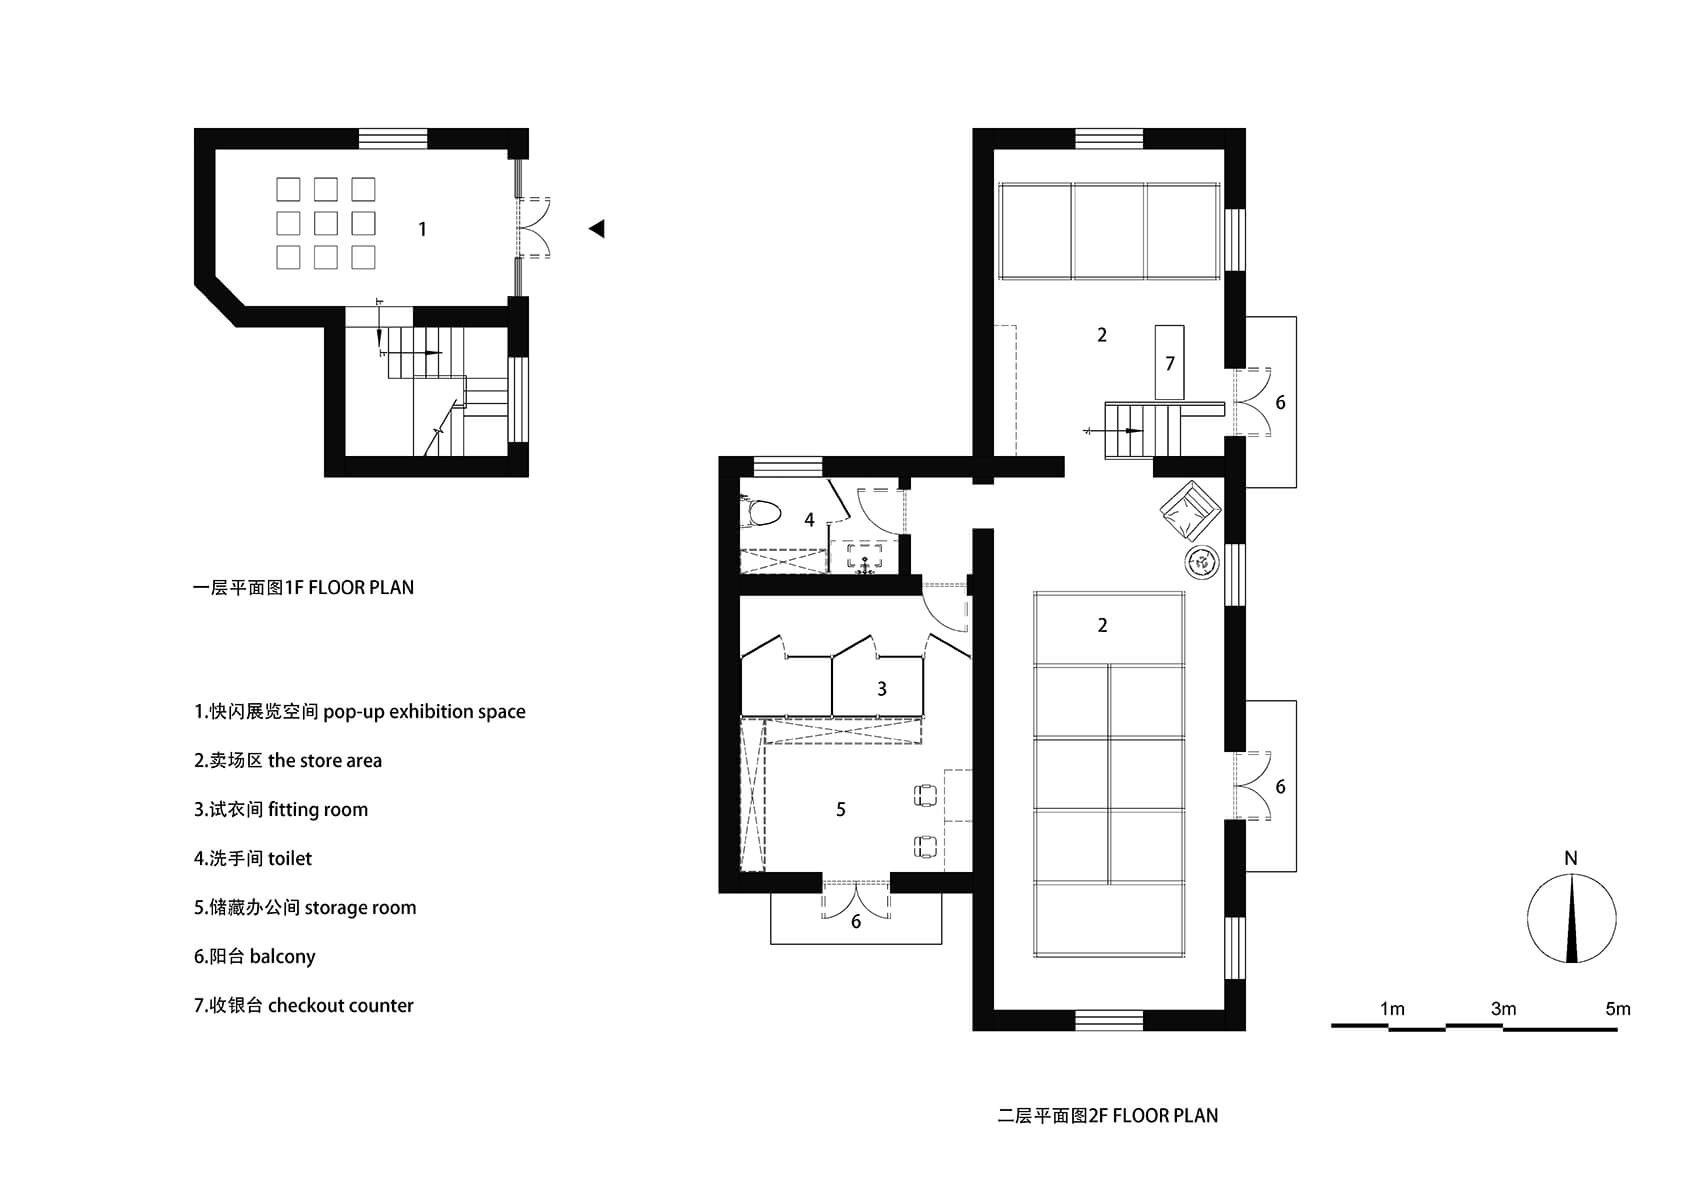 1
2
7
6
4
2
3
5
6
6
一层平面图1F FLOOR PLAN
1.快闪展览空间 pop-up exhibition space
2.卖场区 the store area
3.试衣间 fitting room
4.洗手间 toilet
5.储藏办公间 storage room
6.阳台 balcony
7.收银台 checkout counter
N
1m 3m 5m
二层平面图2F FLOOR PLAN